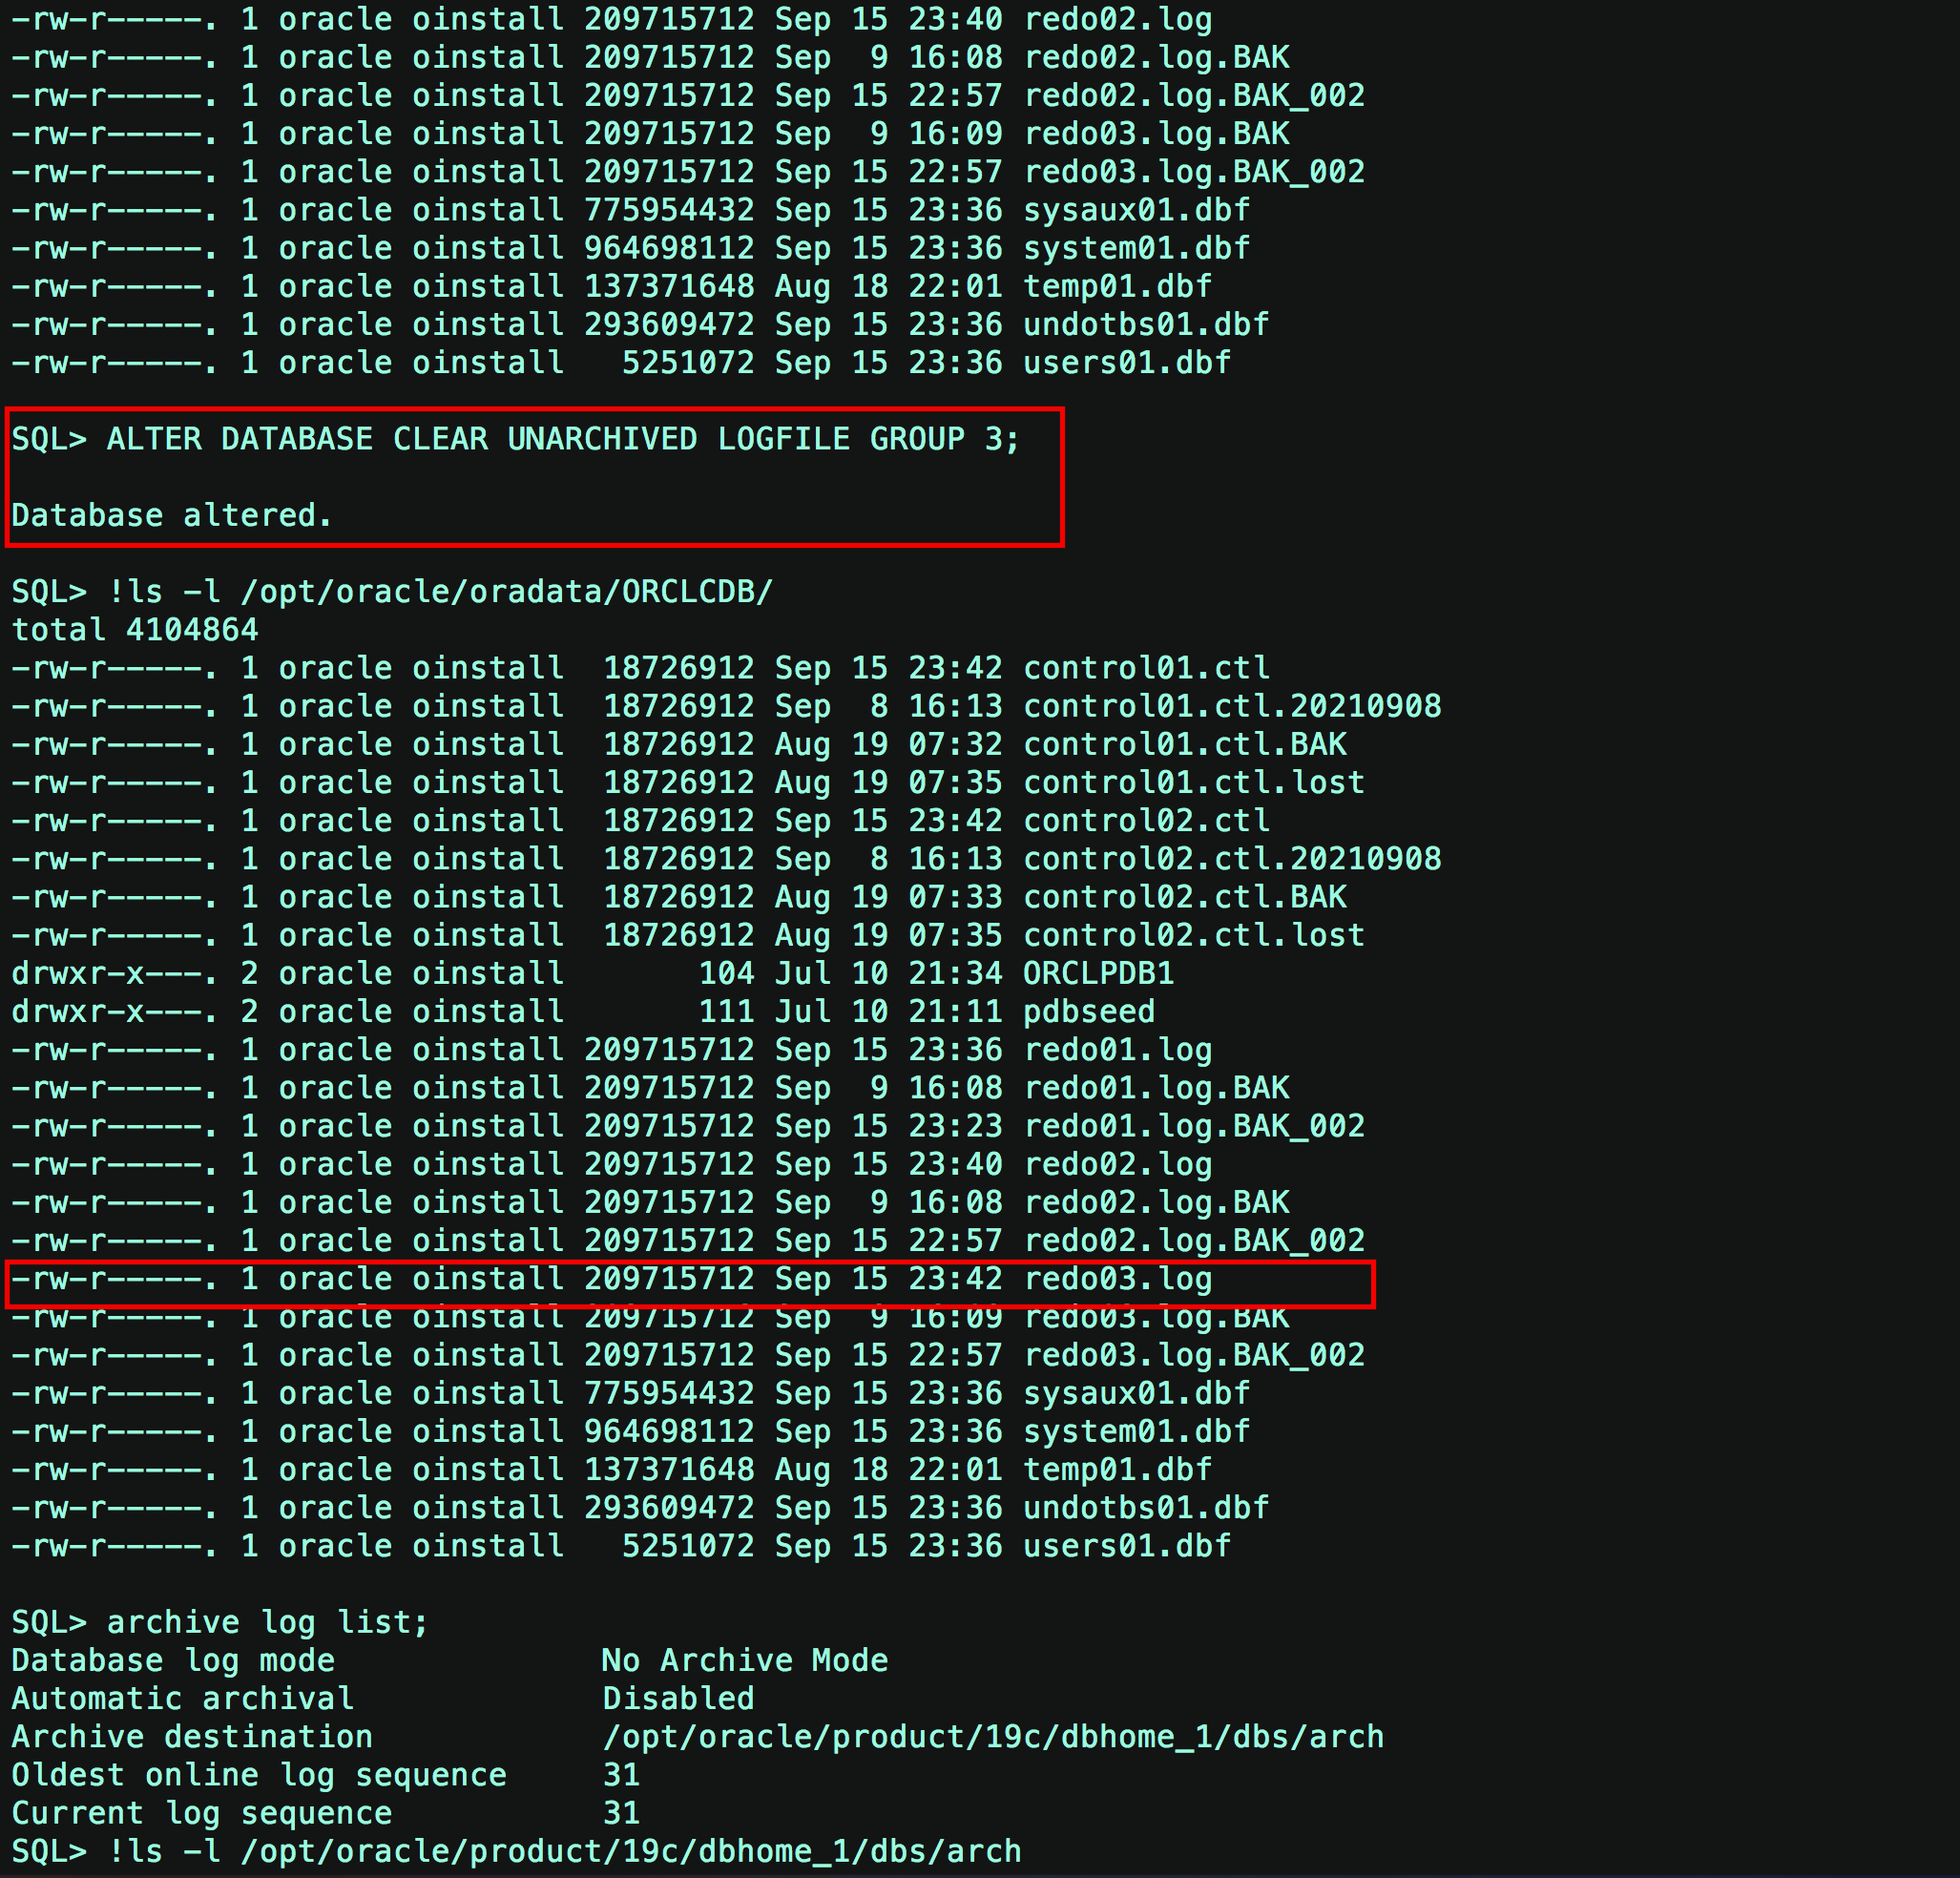 -rw-r-----. 1 oracle oinstall 209715712 Sep 15 23:40 redo02.log
-rw-r-----. 1 oracle oinstall 209715712 Sep  9 16:08 redo02.log.BAK
-rw-r-----. 1 oracle oinstall 209715712 Sep 15 22:57 redo02.log.BAK_002
-rw-r-----. 1 oracle oinstall 209715712 Sep  9 16:09 redo03.log.BAK
-rw-r-----. 1 oracle oinstall 209715712 Sep 15 22:57 redo03.log.BAK_002
-rw-r-----. 1 oracle oinstall 775954432 Sep 15 23:36 sysaux01.dbf
-rw-r-----. 1 oracle oinstall 964698112 Sep 15 23:36 system01.dbf
-rw-r-----. 1 oracle oinstall 137371648 Aug 18 22:01 temp01.dbf
-rw-r-----. 1 oracle oinstall 293609472 Sep 15 23:36 undotbs01.dbf
-rw-r-----. 1 oracle oinstall   5251072 Sep 15 23:36 users01.dbf
SQL> ALTER DATABASE CLEAR UNARCHIVED LOGFILE GROUP 3;
Database altered.
SQL> !ls -l /opt/oracle/oradata/ORCLCDB/
total 4104864
-rw-r-----. 1 oracle oinstall  18726912 Sep 15 23:42 control01.ctl
-rw-r-----. 1 oracle oinstall  18726912 Sep  8 16:13 control01.ctl.20210908
-rw-r-----. 1 oracle oinstall  18726912 Aug 19 07:32 control01.ctl.BAK
-rw-r-----. 1 oracle oinstall  18726912 Aug 19 07:35 control01.ctl.lost
-rw-r-----. 1 oracle oinstall  18726912 Sep 15 23:42 control02.ctl
-rw-r-----. 1 oracle oinstall  18726912 Sep  8 16:13 control02.ctl.20210908
-rw-r-----. 1 oracle oinstall  18726912 Aug 19 07:33 control02.ctl.BAK
-rw-r-----. 1 oracle oinstall  18726912 Aug 19 07:35 control02.ctl.lost
drwxr-x---. 2 oracle oinstall       104 Jul 10 21:34 ORCLPDB1
drwxr-x---. 2 oracle oinstall       111 Jul 10 21:11 pdbseed
-rw-r-----. 1 oracle oinstall 209715712 Sep 15 23:36 redo01.log
-rw-r-----. 1 oracle oinstall 209715712 Sep  9 16:08 redo01.log.BAK
-rw-r-----. 1 oracle oinstall 209715712 Sep 15 23:23 redo01.log.BAK_002
-rw-r-----. 1 oracle oinstall 209715712 Sep 15 23:40 redo02.log
-rw-r-----. 1 oracle oinstall 209715712 Sep  9 16:08 redo02.log.BAK
-rw-r-----. 1 oracle oinstall 209715712 Sep 15 22:57 redo02.log.BAK_002
-rw-r-----. 1 oracle oinstall 209715712 Sep 15 23:42 redo03.log
-rw-r-----. 1 oracle oinstall 209715712 Sep  9 16:09 redo03.log.BAK
-rw-r-----. 1 oracle oinstall 209715712 Sep 15 22:57 redo03.log.BAK_002
-rw-r-----. 1 oracle oinstall 775954432 Sep 15 23:36 sysaux01.dbf
-rw-r-----. 1 oracle oinstall 964698112 Sep 15 23:36 system01.dbf
-rw-r-----. 1 oracle oinstall 137371648 Aug 18 22:01 temp01.dbf
-rw-r-----. 1 oracle oinstall 293609472 Sep 15 23:36 undotbs01.dbf
-rw-r-----. 1 oracle oinstall   5251072 Sep 15 23:36 users01.dbf
SQL> archive log list;
Database log mode              No Archive Mode
Automatic archival             Disabled
Archive destination            /opt/oracle/product/19c/dbhome_1/dbs/arch
Oldest online log sequence     31
Current log sequence           31
SQL> !ls -l /opt/oracle/product/19c/dbhome_1/dbs/arch